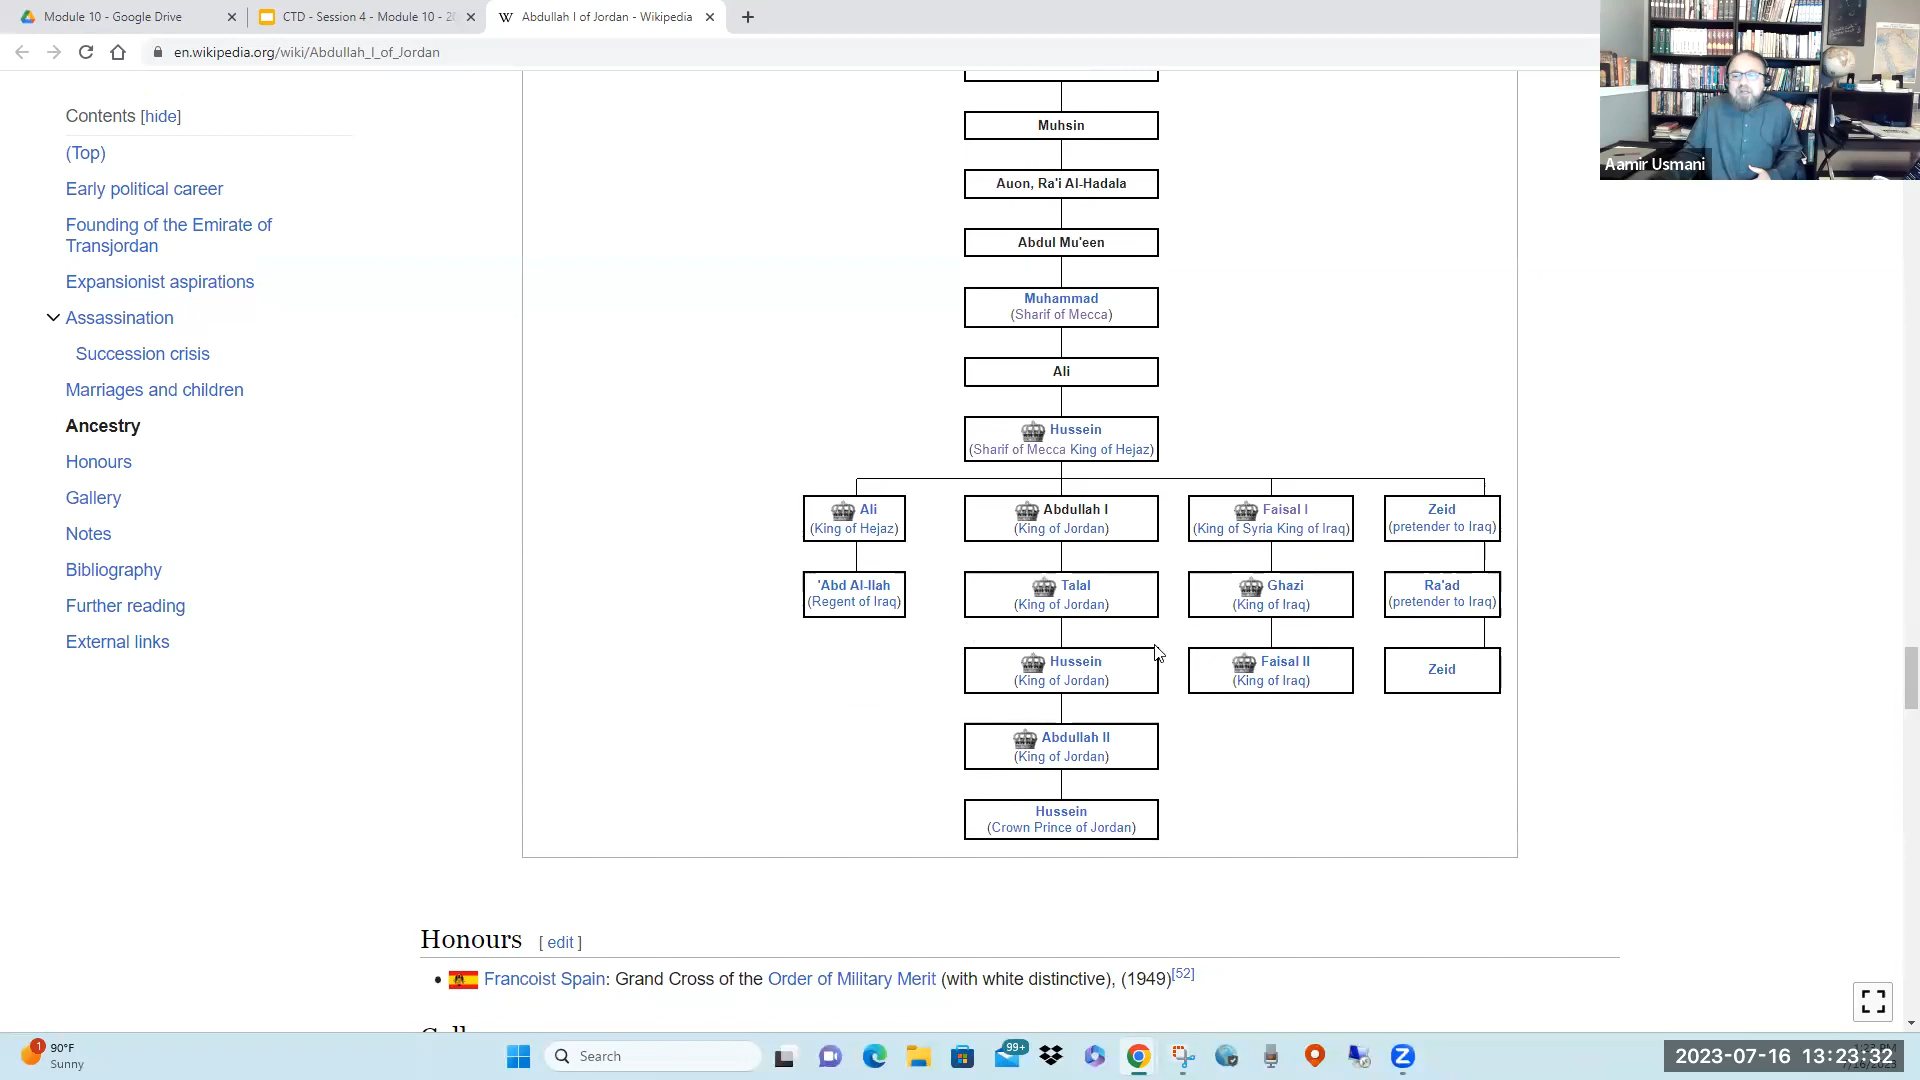 Module 10 - Google Drive
CTD - Session 4 - Module 10 - 2
Abdullah I of Jordan - Wikipedia
en.wikipedia.org/wiki/Abdullah_I_of_Jordan
Aamir Usmani
Contents [hide]
(Top)
Early political career
Founding of the Emirate of
Transjordan
Expansionist aspirations
Assassination
Succession crisis
Marriages and children
Ancestry
Honours
Gallery
Notes
Bibliography
Further reading
External links
Muhsin
Auon, Ra'i Al-Hadala
Abdul Mu'een
Muhammad
(Sharif of Mecca)
Ali
Hussein
(Sharif of Mecca King of Hejaz)
Ali
(King of Hejaz)
Abdullah I
(King of Jordan)
Faisal I
(King of Syria King of Iraq)
Zeid
(pretender to Iraq)
'Abd Al-Ilah
(Regent of Iraq)
Talal
(King of Jordan)
Ghazi
(King of Iraq)
Ra'ad
(pretender to Iraq)
Hussein
(King of Jordan)
Faisal II
(King of Iraq)
Zeid
Abdullah II
(King of Jordan)
Hussein
(Crown Prince of Jordan)
Honours [ edit ]
• Francoist Spain: Grand Cross of the Order of Military Merit (with white distinctive), (1949)[52]
1
90°F
Sunny
Search
99+
2023-07-16 13:23:32